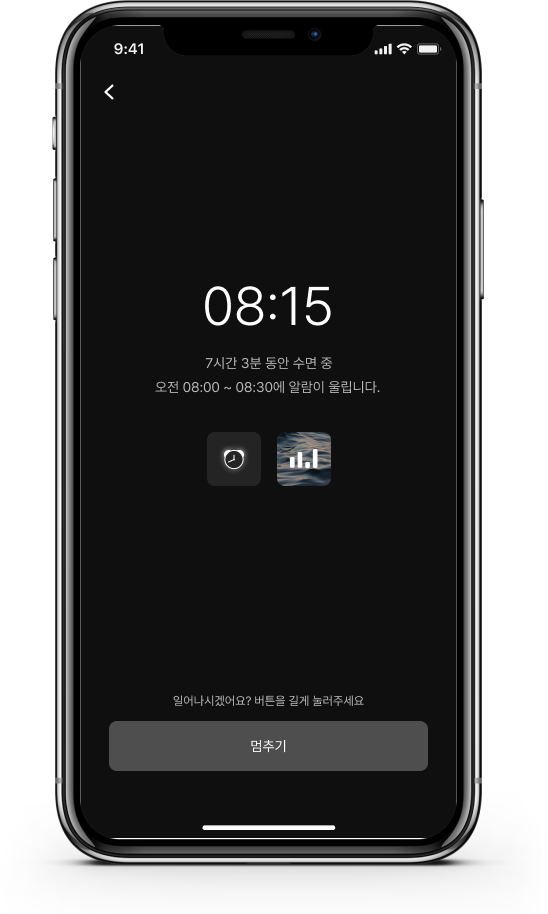 9:41
08:15
7시간 3분 동안 수면 중
오전 08:00 ~ 08:30에 알람이 울립니다.
일어나시겠어요? 버튼을 길게 눌러주세요
멈추기